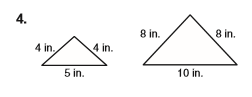 4.
8 in. 8 in.
4 in. 4 in.
5 in. 10 in.